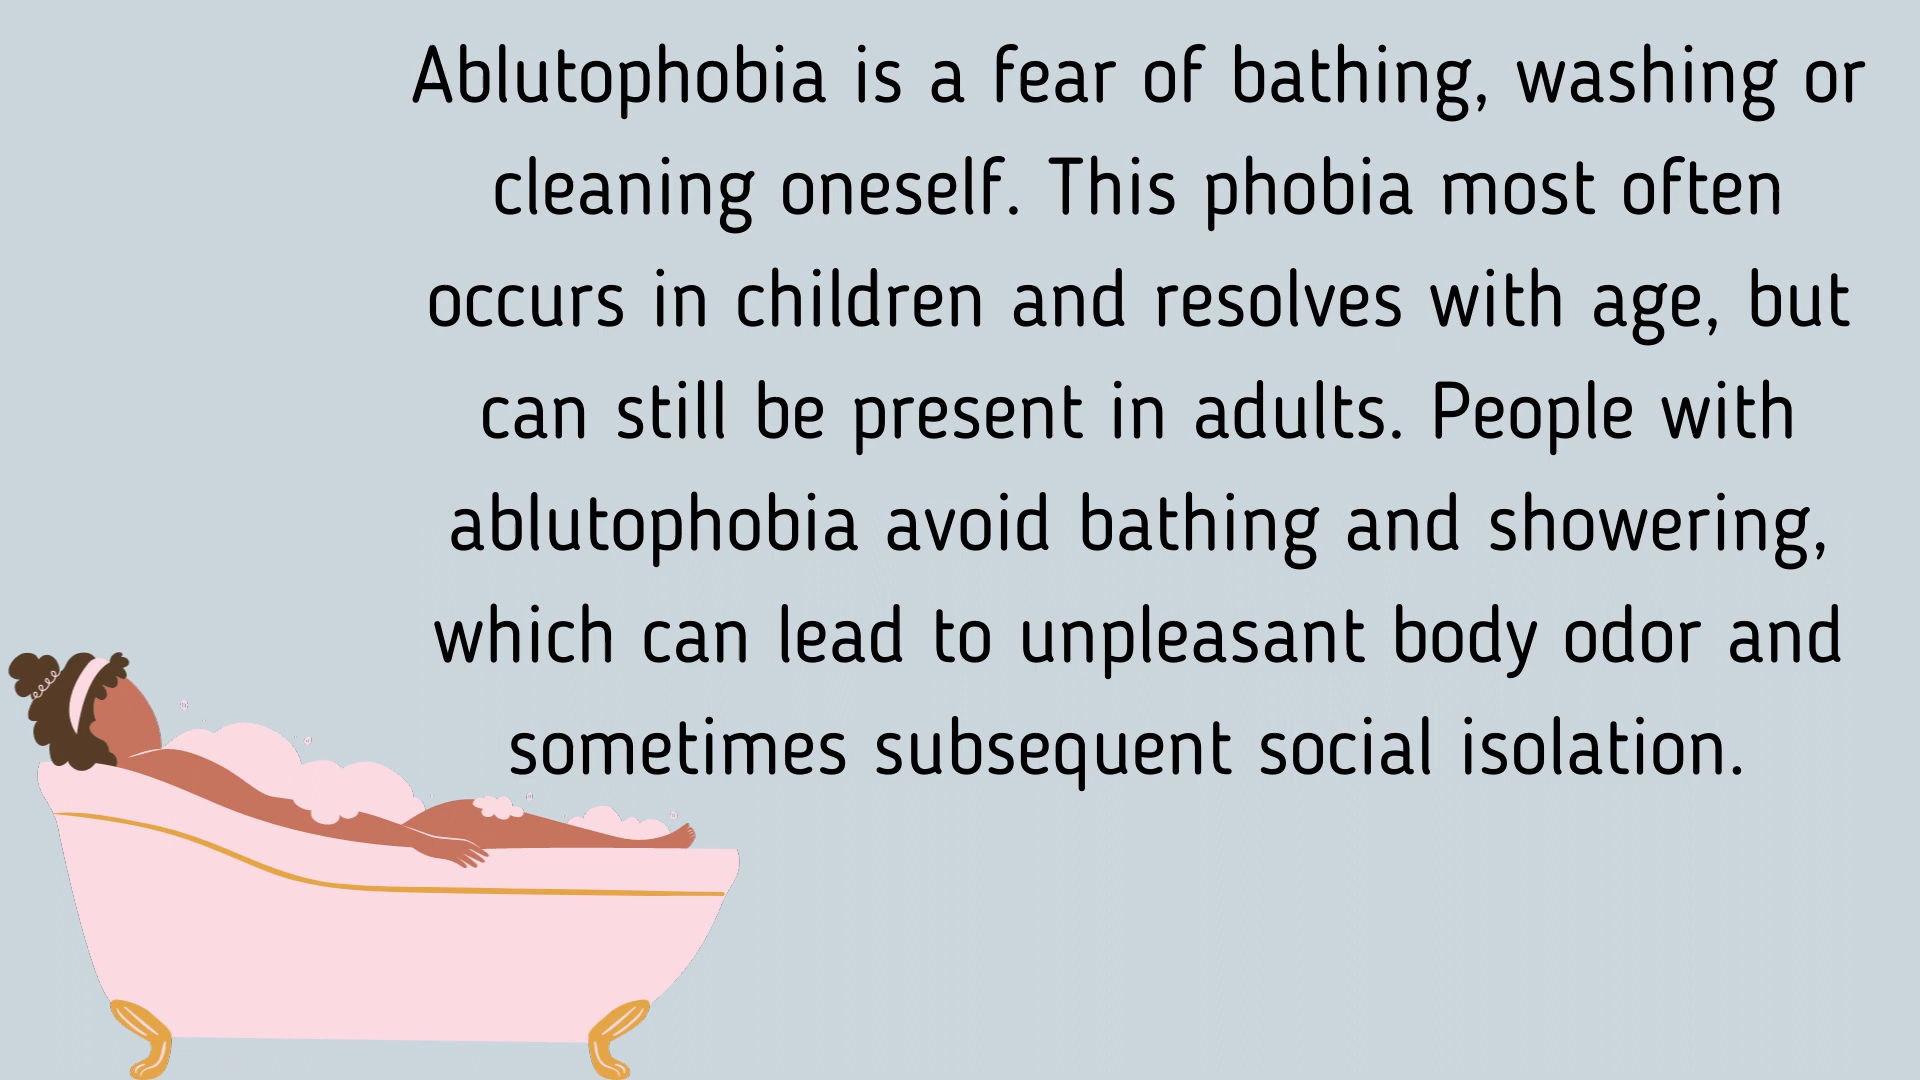 Ablutophobia is a fear of bathing, washing or
cleaning oneself. This phobia most often
occurs in children and resolves with age, but
can still be present in adults. People with
ablutophobia avoid bathing and showering,
which can lead to unpleasant body odor and
sometimes subsequent social isolation.